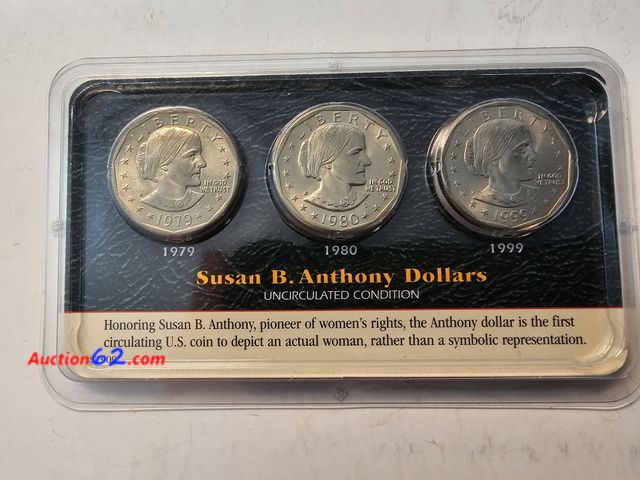 LIBERTY
IN GOD
WE TRUST
1979
LIBERTY
IN GOD
WE TRUST
1980
LIBERTY
IN GOD
WE TRUST
1999
1979
1980
1999
Susan B. Anthony Dollars
UNCIRCULATED CONDITION
Honoring Susan B. Anthony, pioneer of women's rights, the Anthony dollar is the first
circulating U.S. coin to depict an actual woman, rather than a symbolic representation.
Auction62.com